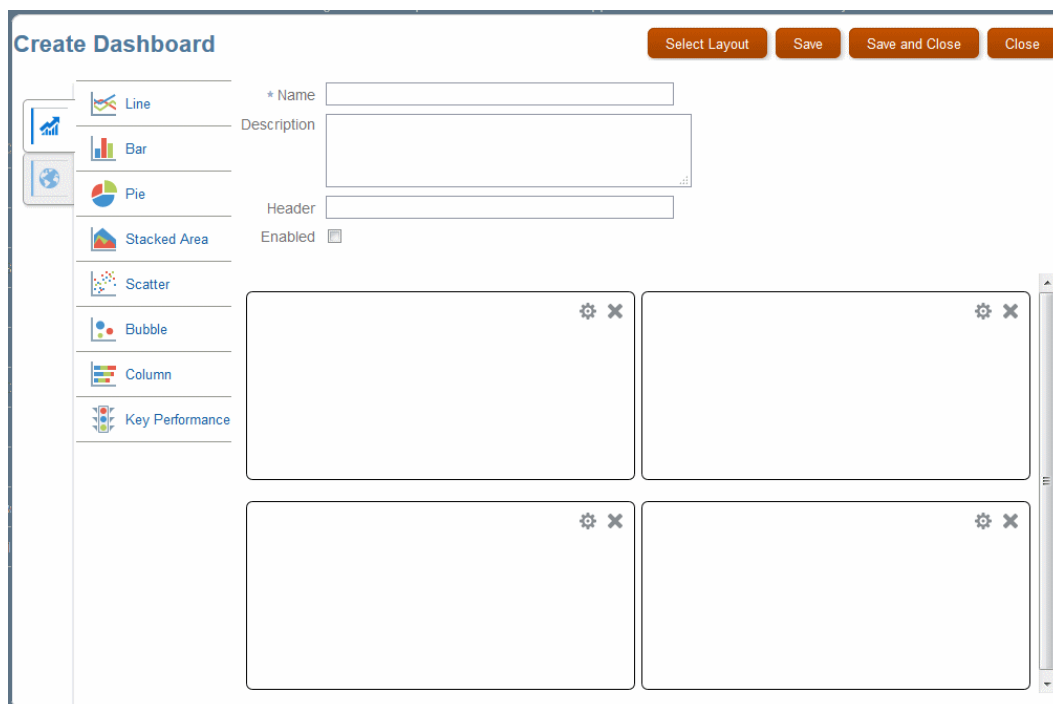 Create Dashboard
Select Layout
Save
Save and Close
Close
Line
Bar
Pie
Stacked Area
Scatter
Bubble
Column
Key Performance
* Name
Description
Header
Enabled